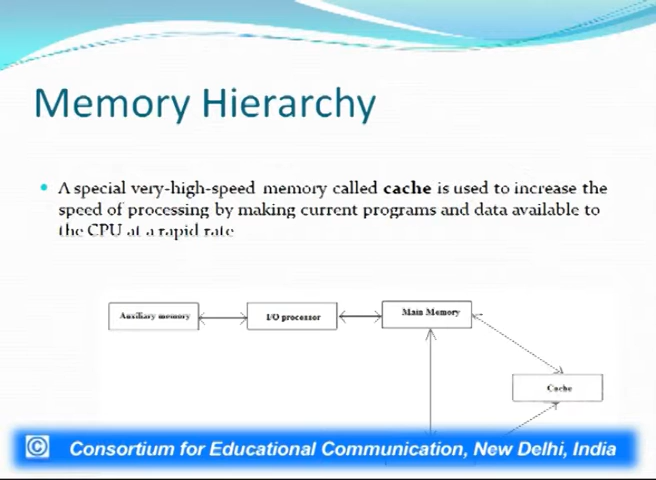 Memory Hierarchy
• A special very-high-speed memory called cache is used to increase the
speed of processing by making current programs and data available to
the CPU at a rapid rate
Auxiliary memory
I/O processor
Main Memory
Cache
© Consortium for Educational Communication, New Delhi, India